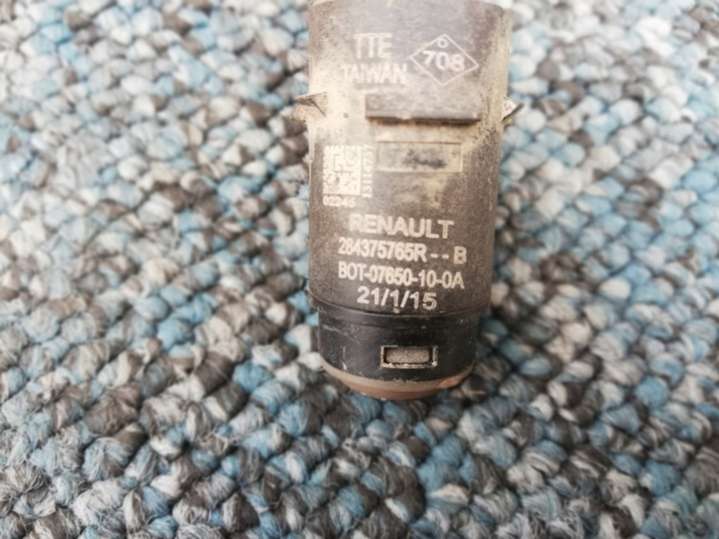 TTE
TAIWAN
708
RENAULT
284375765R--B
BOT-07650-10-0A
21/1/15